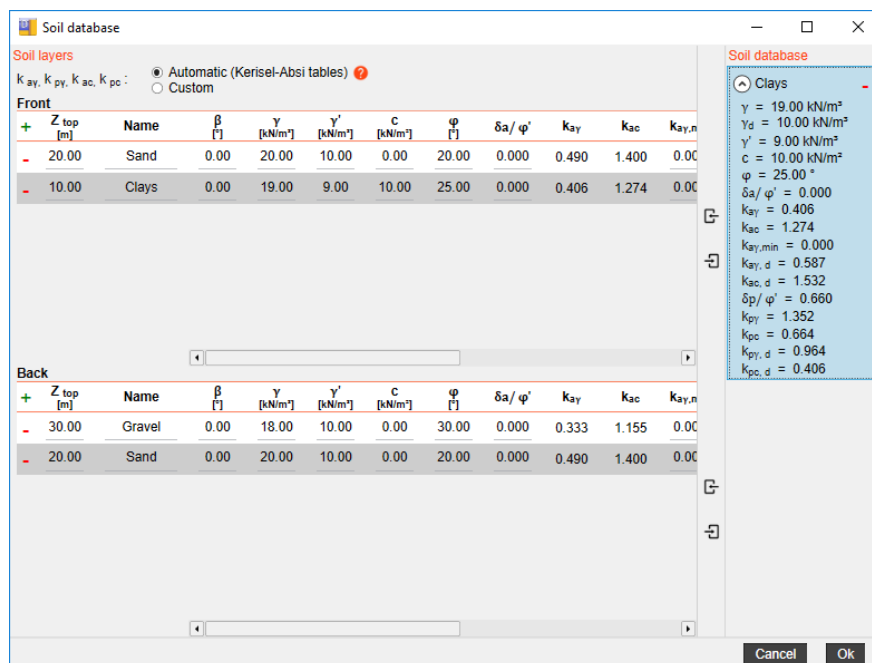 Soil database
Soil layers
k aγ, k pγ, k ac, k pc :
Automatic (Kerisel-Absi tables) ?
Custom
Front
+ Z top [m] Name β [°] γ [kN/m³] γ' [kN/m³] c [kN/m²] φ [°] δa/ φ' kaγ kac kaγ,n
- 20.00 Sand 0.00 20.00 10.00 0.00 20.00 0.000 0.490 1.400 0.00
- 10.00 Clays 0.00 19.00 9.00 10.00 25.00 0.000 0.406 1.274 0.00
Back
+ Z top [m] Name β [°] γ [kN/m³] γ' [kN/m³] c [kN/m²] φ [°] δa/ φ' kaγ kac kaγ,n
- 30.00 Gravel 0.00 18.00 10.00 0.00 30.00 0.000 0.333 1.155 0.00
- 20.00 Sand 0.00 20.00 10.00 0.00 20.00 0.000 0.490 1.400 0.00
Soil database
Clays -
γ = 19.00 kN/m³
γd = 10.00 kN/m³
γ' = 9.00 kN/m³
c = 10.00 kN/m²
φ = 25.00 °
δa/ φ' = 0.000
kaγ = 0.406
kac = 1.274
kaγ,min = 0.000
kaγ, d = 0.587
kac, d = 1.532
δp/ φ' = 0.660
kpγ = 1.352
kpc = 0.664
kpγ, d = 0.964
kpc, d = 0.406
Cancel
Ok